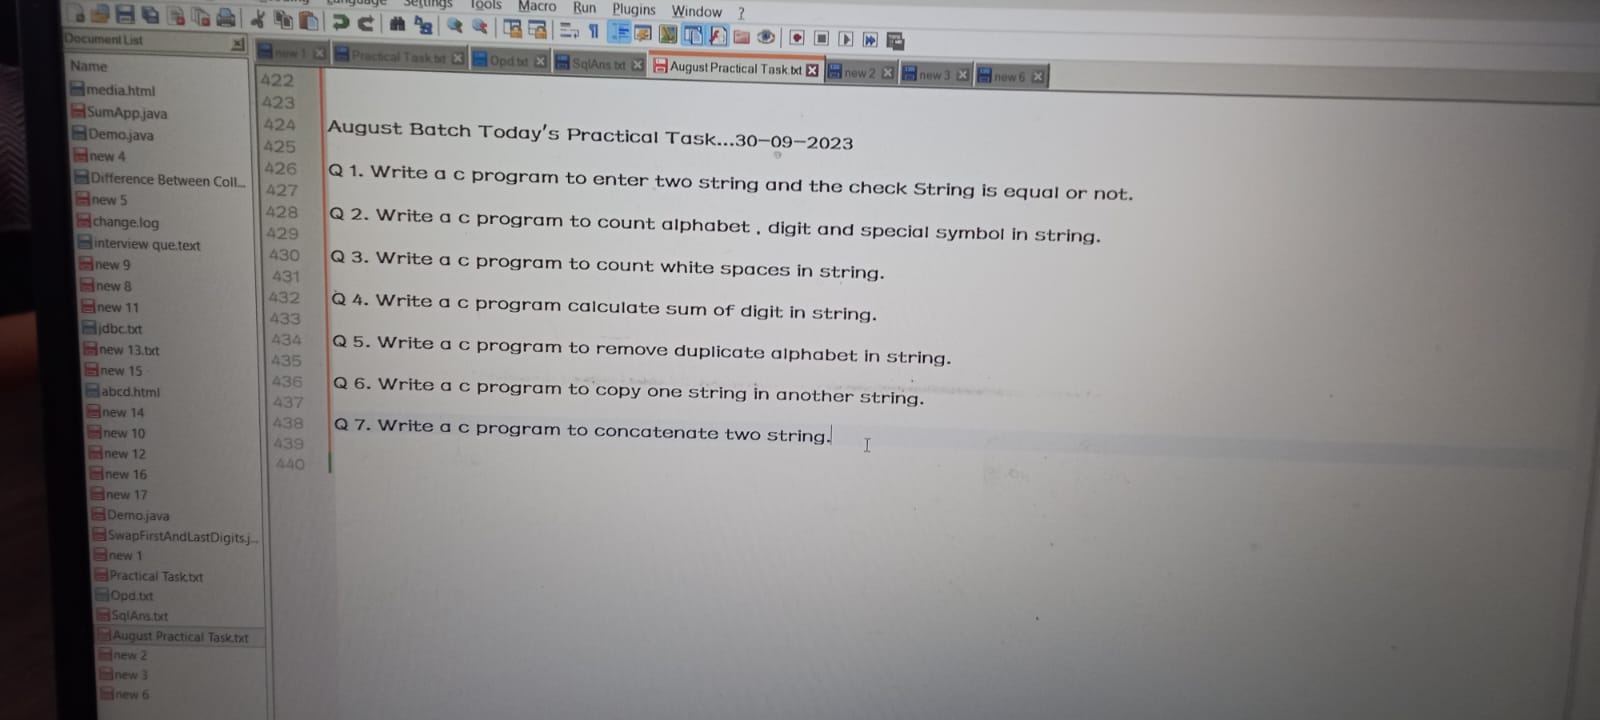 Settings Tools Macro Run Plugins Window ?
Document List
new 1 Practical Task.txt Opd.txt SqlAns.txt August Practical Task.txt new 2 new 3 new 6
Name
media.html
SumApp.java
Demo.java
new 4
Difference Between Coll...
new 5
change.log
interview que.text
new 9
new 8
new 11
jdbc.txt
new 13.txt
new 15
abcd.html
new 14
new 10
new 12
new 16
new 17
Demo.java
SwapFirstAndLastDigits.j...
new 1
Practical Task.txt
Opd.txt
SqlAns.txt
August Practical Task.txt
new 2
new 3
new 6
422
423
424 August Batch Today's Practical Task...30-09-2023
425
426 Q 1. Write a c program to enter two string and the check String is equal or not.
427
428 Q 2. Write a c program to count alphabet , digit and special symbol in string.
429
430 Q 3. Write a c program to count white spaces in string.
431
432 Q 4. Write a c program calculate sum of digit in string.
433
434 Q 5. Write a c program to remove duplicate alphabet in string.
435
436 Q 6. Write a c program to copy one string in another string.
437
438 Q 7. Write a c program to concatenate two string.
439
440